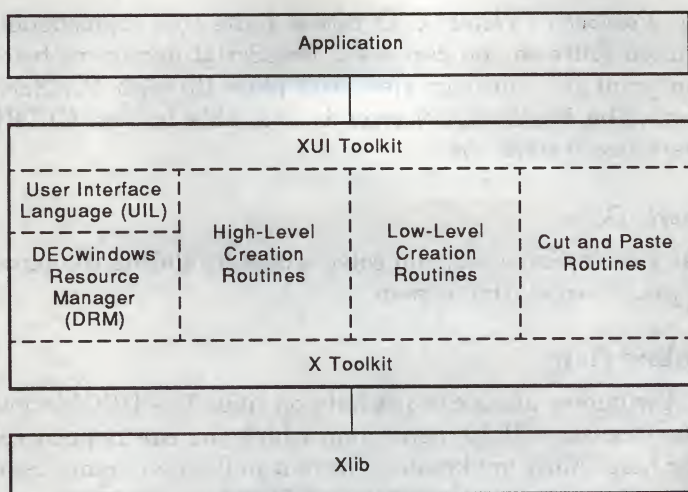 Application
XUI Toolkit
User Interface
Language (UIL)
DECwindows
Resource
Manager
(DRM)
High-Level
Creation
Routines
Low-Level
Creation
Routines
Cut and Paste
Routines
X Toolkit
Xlib